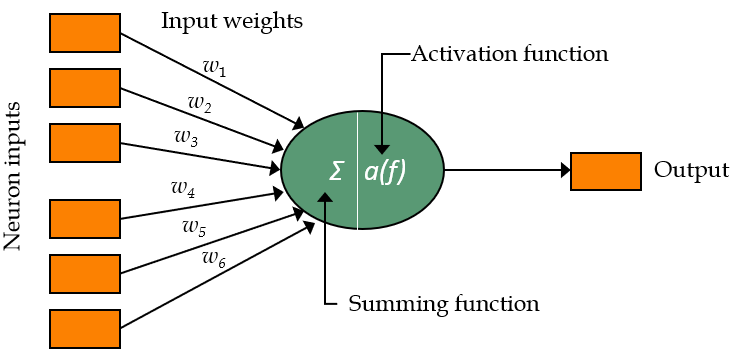 Input weights
Neuron inputs
w1
w2
w3
w4
w5
w6
Activation function
Σ a(f)
Output
Summing function